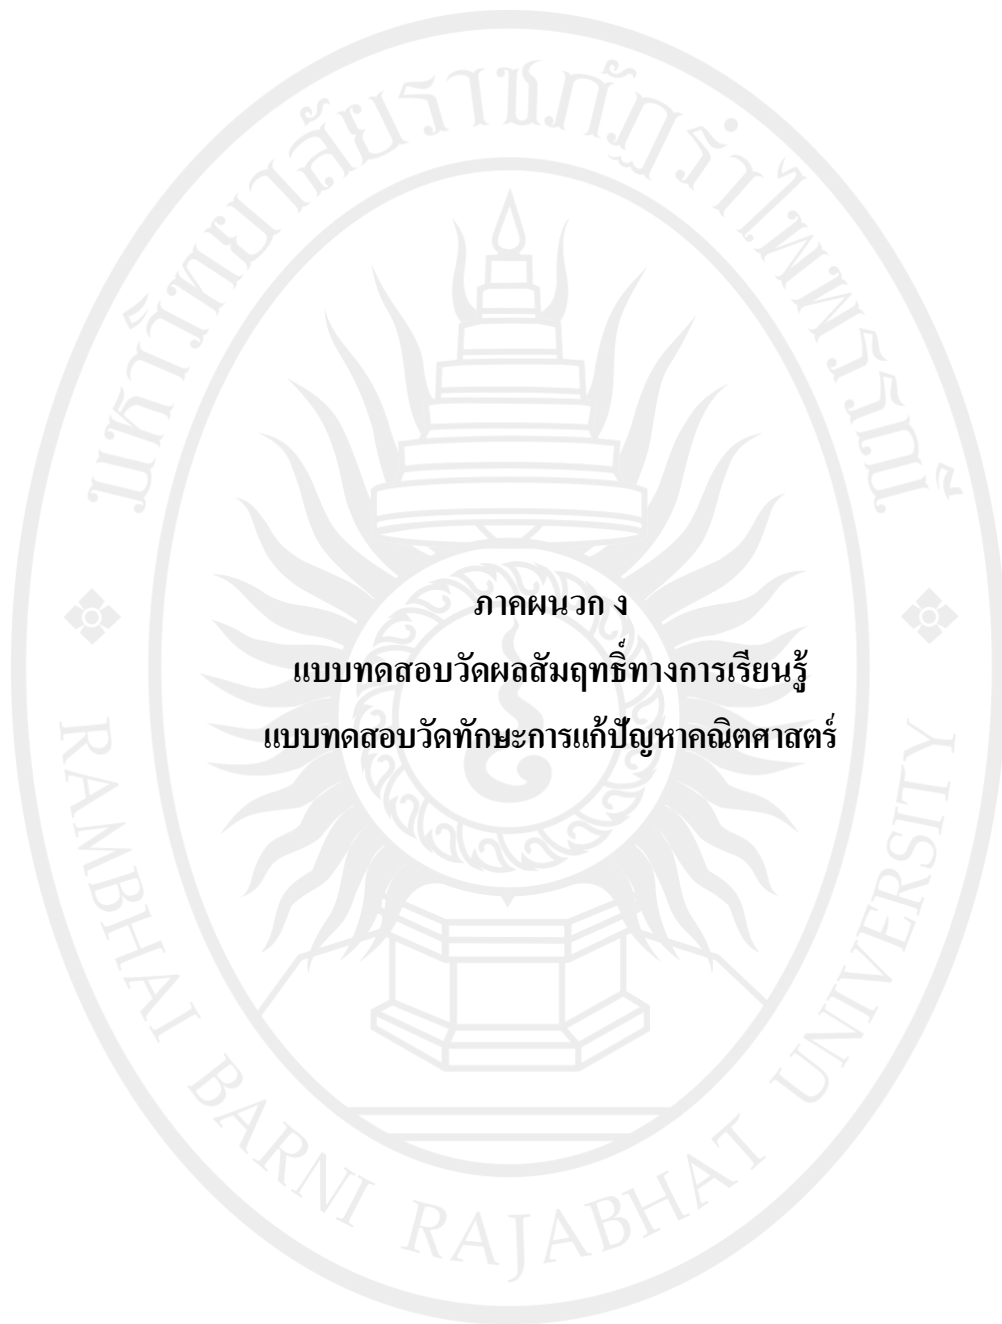 มหาวิทยาลัยราชภัฏรำไพพรรณี
ภาคผนวก ง
แบบทดสอบวัดผลสัมฤทธิ์ทางการเรียนรู้
แบบทดสอบวัดทักษะการแก้ปัญหาคณิตศาสตร์
RAMBHAI BARNI RAJABHAT UNIVERSITY